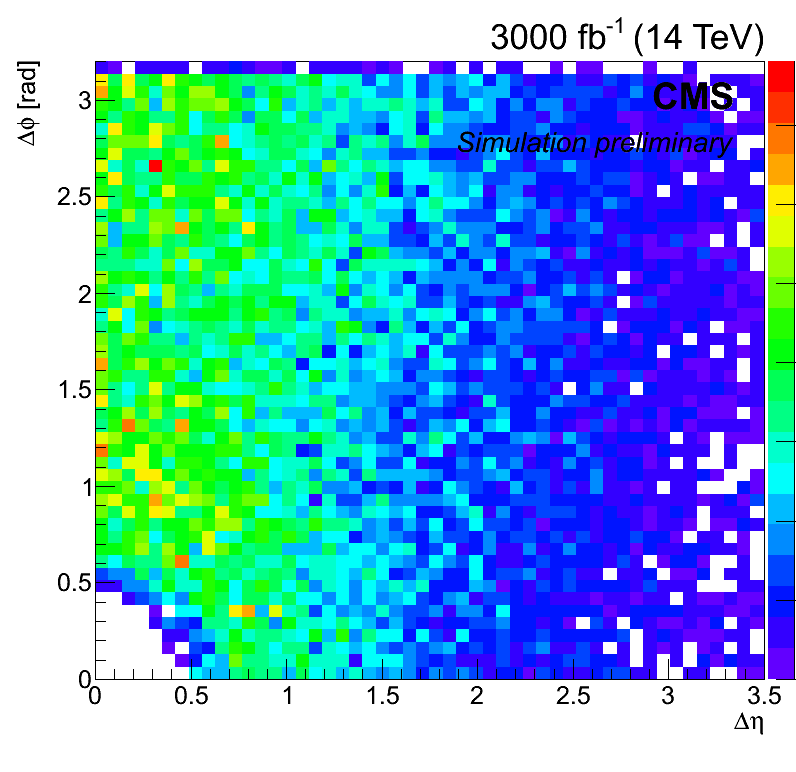 3000 fb-1 (14 TeV)
CMS
Simulation preliminary
Δϕ [rad]
3
2.5
2
1.5
1
0.5
0
0 0.5 1 1.5 2 2.5 3 3.5
Δη